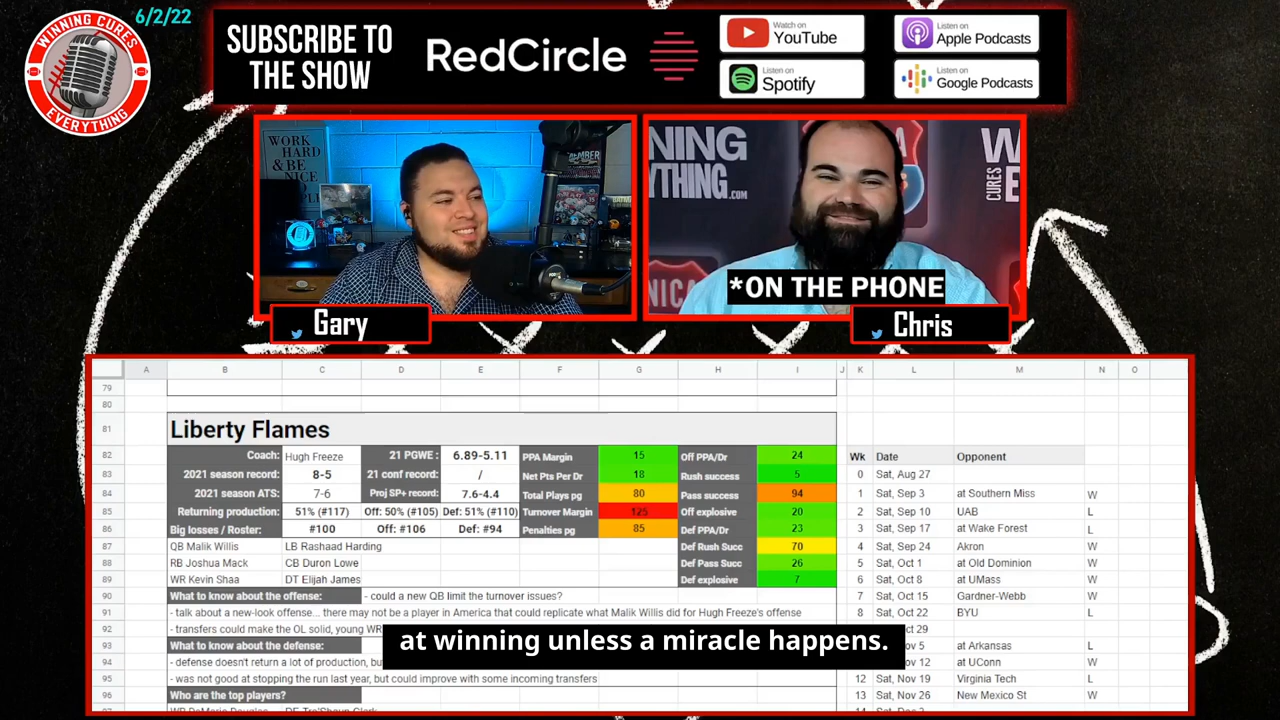 6/2/22
WINNING CURES
EVERYTHING
SUBSCRIBE TO
THE SHOW
RedCircle
Watch on
YouTube
Listen on
Spotify
Listen on
Apple Podcasts
Listen on
Google Podcasts
WORK
HARD
& BE
NICE
NING
YTHING
.COM
W
CURES
E
NICA
*ON THE PHONE
Gary
Chris
A B C D E F G H I J K L M N O
79
80
81 Liberty Flames
82 Coach: Hugh Freeze 21 PGWE : 6.89-5.11 PPA Margin 15 Off PPA/Dr 24 Wk Date Opponent
83 2021 season record: 8-5 21 conf record: / Net Pts Per Dr 18 Rush success 5 0 Sat, Aug 27
84 2021 season ATS: 7-6 Proj SP+ record: 7.6-4.4 Total Plays pg 80 Pass success 94 1 Sat, Sep 3 at Southern Miss W
85 Returning production: 51% (#117) Off: 50% (#105) Def: 51% (#110) Turnover Margin 125 Off explosive 20 2 Sat, Sep 10 UAB L
86 Big losses / Roster: #100 Off: #106 Def: #94 Penalties pg 85 Def PPA/Dr 23 3 Sat, Sep 17 at Wake Forest L
87 QB Malik Willis LB Rashaad Harding Def Rush Succ 70 4 Sat, Sep 24 Akron W
88 RB Joshua Mack CB Duron Lowe Def Pass Succ 26 5 Sat, Oct 1 at Old Dominion W
89 WR Kevin Shaa DT Elijah James Def explosive 7 6 Sat, Oct 8 at UMass W
90 What to know about the offense: - could a new QB limit the turnover issues? 7 Sat, Oct 15 Gardner-Webb W
91 - talk about a new-look offense... there may not be a player in America that could replicate what Malik Willis did for Hugh Freeze's offense 8 Sat, Oct 22 BYU L
92 - transfers could make the OL solid, young WR ct 29
93 What to know about the defense: ov 5 at Arkansas L
94 - defense doesn't return a lot of production, bu ov 12 at UConn W
95 - was not good at stopping the run last year, but could improve with some incoming transfers 12 Sat, Nov 19 Virginia Tech L
96 Who are the top players? 13 Sat, Nov 26 New Mexico St W
at winning unless a miracle happens.